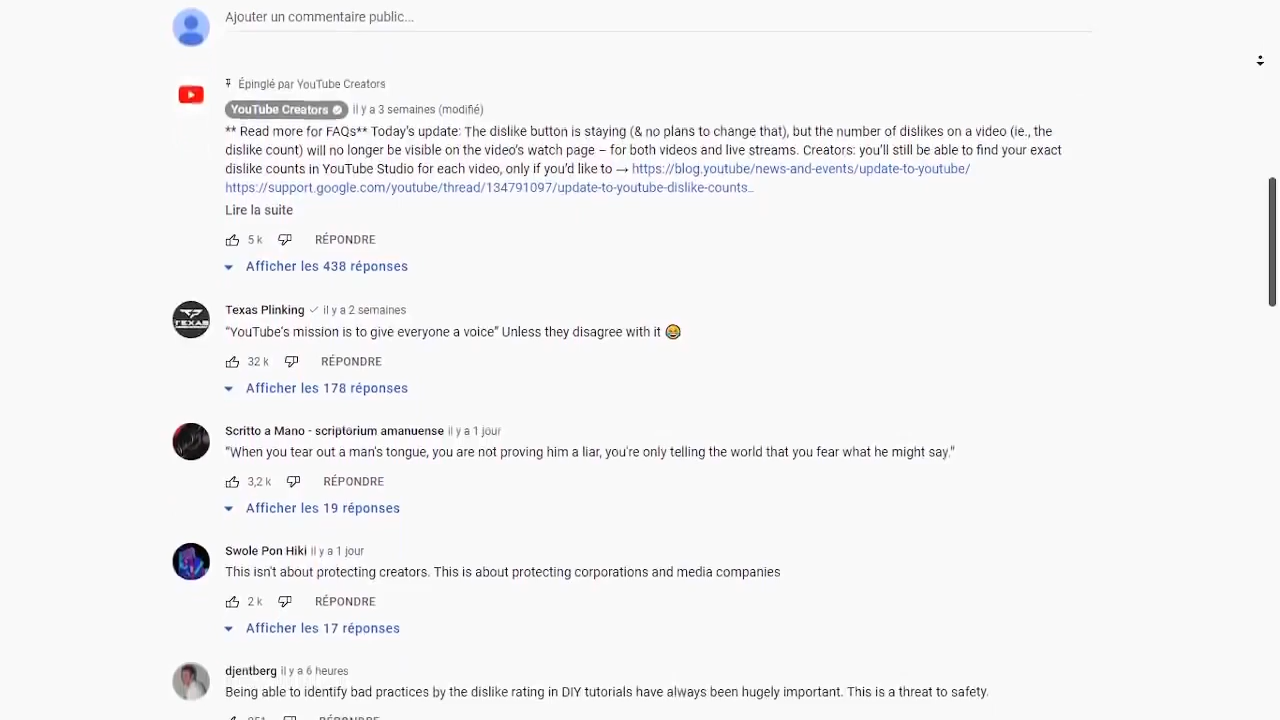 Ajouter un commentaire public...
Épinglé par YouTube Creators
YouTube Creators il y a 3 semaines (modifié)
** Read more for FAQs** Today's update: The dislike button is staying (& no plans to change that), but the number of dislikes on a video (ie., the
dislike count) will no longer be visible on the video's watch page – for both videos and live streams. Creators: you'll still be able to find your exact
dislike counts in YouTube Studio for each video, only if you'd like to → https://blog.youtube/news-and-events/update-to-youtube/
https://support.google.com/youtube/thread/134791097/update-to-youtube-dislike-counts...
Lire la suite
5 k RÉPONDRE
Afficher les 438 réponses
TEXAS
Texas Plinking il y a 2 semaines
“YouTube's mission is to give everyone a voice” Unless they disagree with it 😂
32 k RÉPONDRE
Afficher les 178 réponses
Scritto a Mano - scriptorium amanuense il y a 1 jour
“When you tear out a man's tongue, you are not proving him a liar, you're only telling the world that you fear what he might say.”
3,2 k RÉPONDRE
Afficher les 19 réponses
Swole Pon Hiki il y a 1 jour
This isn't about protecting creators. This is about protecting corporations and media companies
2 k RÉPONDRE
Afficher les 17 réponses
djentberg il y a 6 heures
Being able to identify bad practices by the dislike rating in DIY tutorials have always been hugely important. This is a threat to safety.
RÉPONDRE